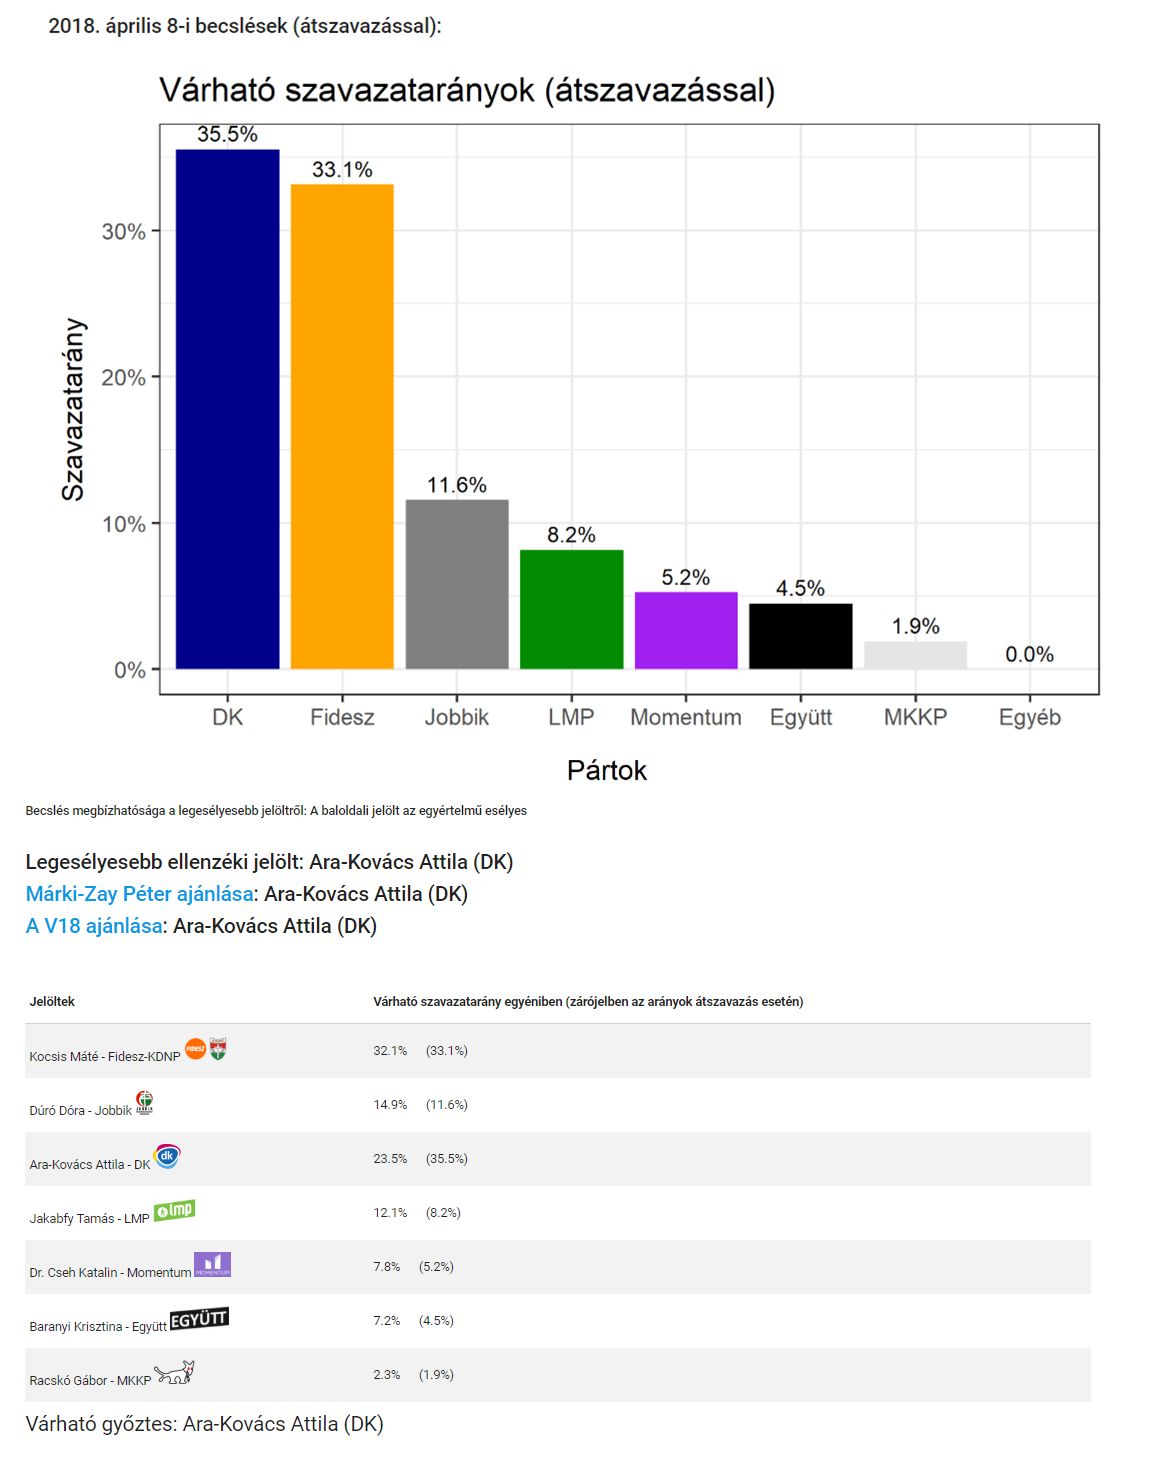 2018. április 8-i becslések (átszavazással):
Várható szavazatarányok (átszavazással)
35.5%
33.1%
11.6%
8.2%
5.2%
4.5%
1.9%
0.0%
30%
20%
10%
0%
Szavazatarány
DK Fidesz Jobbik LMP Momentum Együtt MKKP Egyéb
Pártok
Becslés megbízhatósága a legesélyesebb jelöltről: A baloldali jelölt az egyértelmű esélyes
Legesélyesebb ellenzéki jelölt: Ara-Kovács Attila (DK)
Márki-Zay Péter ajánlása: Ara-Kovács Attila (DK)
A V18 ajánlása: Ara-Kovács Attila (DK)
Jelöltek Várható szavazatarány egyéniben (zárójelben az arányok átszavazás esetén)
Kocsis Máté - Fidesz-KDNP FIDESZ 32.1% (33.1%)
Dúró Dóra - Jobbik JOBBIK 14.9% (11.6%)
Ara-Kovács Attila - DK dk 23.5% (35.5%)
Jakabfy Tamás - LMP lmp 12.1% (8.2%)
Dr. Cseh Katalin - Momentum MOMENTUM 7.8% (5.2%)
Baranyi Krisztina - Együtt EGYÜTT 7.2% (4.5%)
Racskó Gábor - MKKP 2.3% (1.9%)
Várható győztes: Ara-Kovács Attila (DK)